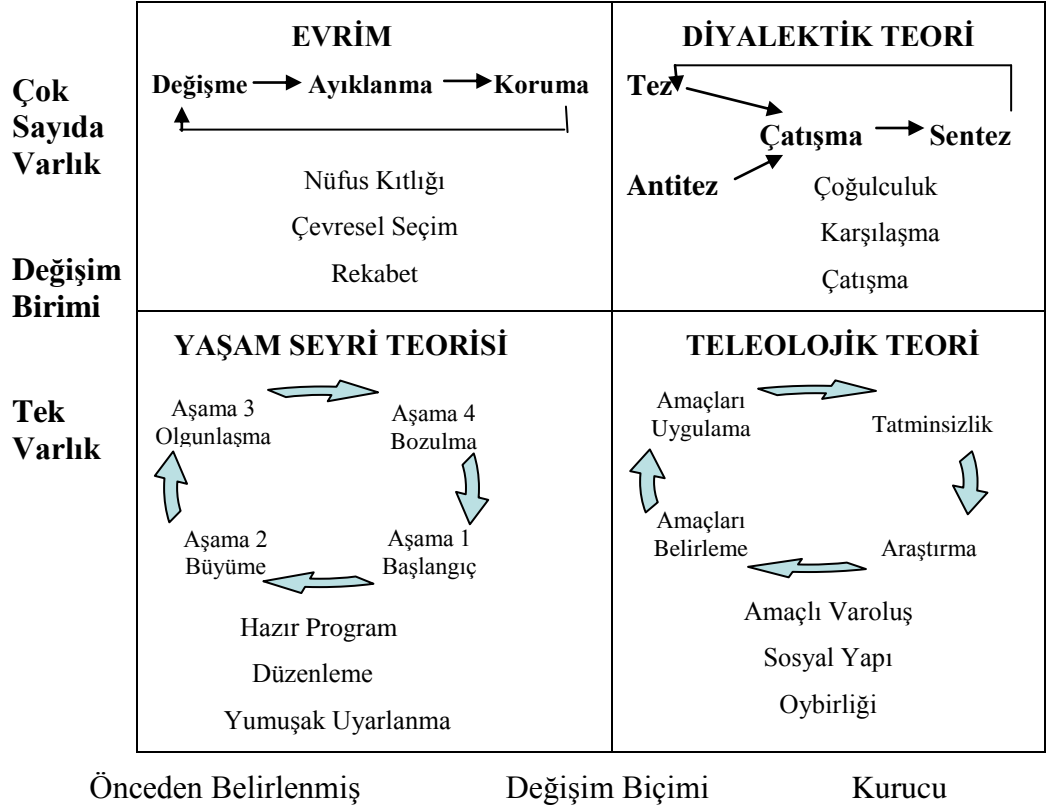 EVRİM
Değişme Ayıklanma Koruma
Nüfus Kıtlığı
Çevresel Seçim
Rekabet
DİYALEKTİK TEORİ
Tez
Çatışma Sentez
Antitez
Çoğulculuk
Karşılaşma
Çatışma
Çok
Sayıda
Varlık
Değişim
Birimi
Tek
Varlık
YAŞAM SEYRİ TEORİSİ
Aşama 3
Olgunlaşma
Aşama 4
Bozulma
Aşama 2
Büyüme
Aşama 1
Başlangıç
Hazır Program
Düzenleme
Yumuşak Uyarlanma
TELEOLOJİK TEORİ
Amaçları
Uygulama
Tatminsizlik
Amaçları
Belirleme
Araştırma
Amaçlı Varoluş
Sosyal Yapı
Oybirliği
Önceden Belirlenmiş Değişim Biçimi Kurucu